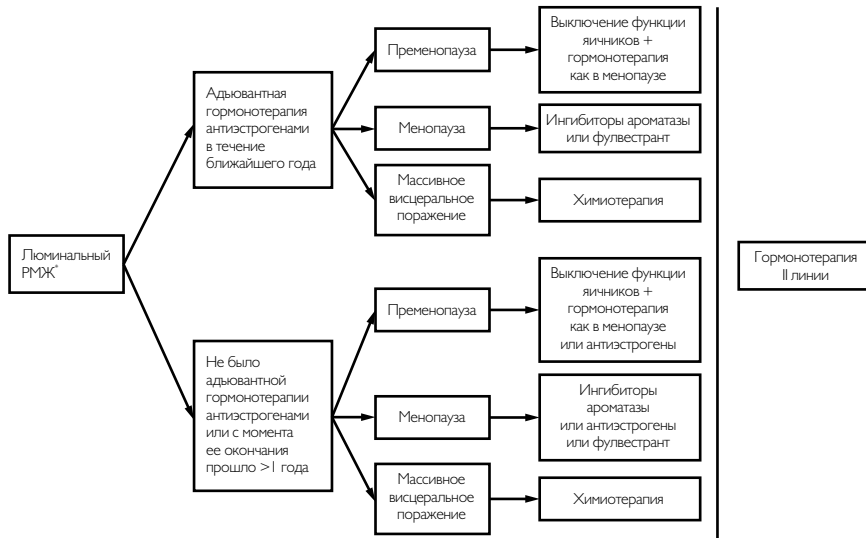 Люминальный
РМЖ*
Адъювантная
гормонотерапия
антиэстрогенами
в течение
ближайшего года
Пременопауза
Выключение функции
яичников +
гормонотерапия
как в менопаузе
Менопауза
Ингибиторы ароматазы
или фулвестрант
Массивное
висцеральное
поражение
Химиотерапия
Не было
адъювантной
гормонотерапии
антиэстрогенами
или с момента
ее окончания
прошло >1 года
Пременопауза
Выключение функции
яичников +
гормонотерапия
как в менопаузе
или антиэстрогены
Менопауза
Ингибиторы
ароматазы
или антиэстрогены
или фулвестрант
Массивное
висцеральное
поражение
Химиотерапия
Гормонотерапия
II линии